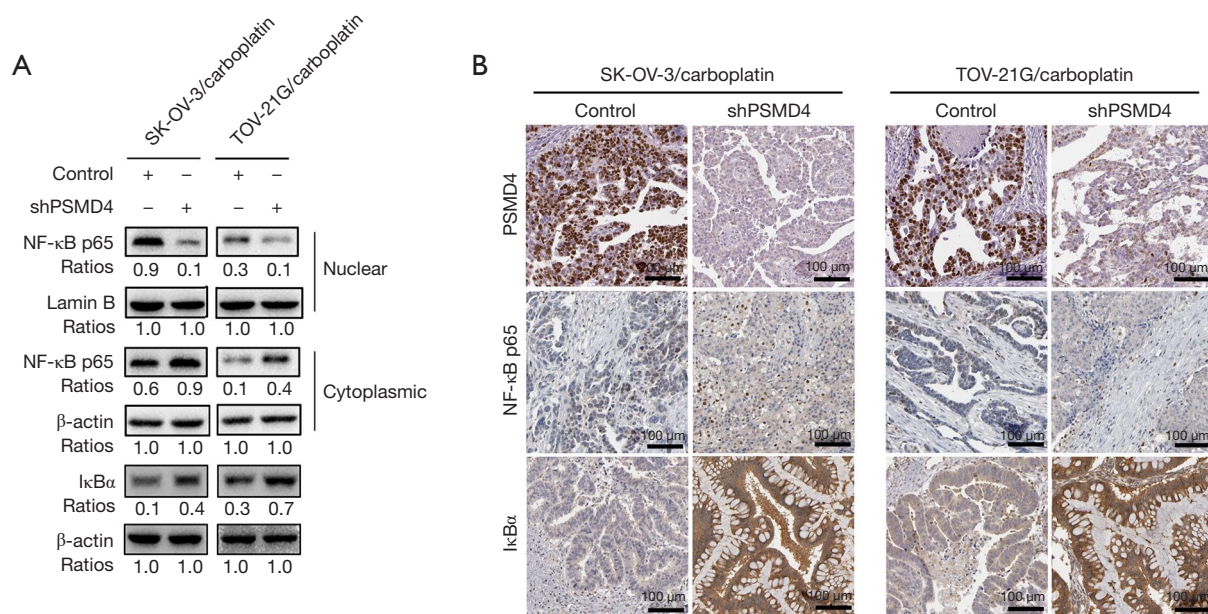 A
SK-OV-3/carboplatin
TOV-21G/carboplatin
Control + – + –
shPSMD4 – + – +
NF-κB p65
Ratios 0.9 0.1 0.3 0.1
Lamin B
Ratios 1.0 1.0 1.0 1.0
Nuclear
NF-κB p65
Ratios 0.6 0.9 0.1 0.4
β-actin
Ratios 1.0 1.0 1.0 1.0
Cytoplasmic
IκBα
Ratios 0.1 0.4 0.3 0.7
β-actin
Ratios 1.0 1.0 1.0 1.0
B
SK-OV-3/carboplatin TOV-21G/carboplatin
Control shPSMD4 Control shPSMD4
PSMD4
100 μm 100 μm 100 μm 100 μm
NF-κB p65
100 μm 100 μm 100 μm 100 μm
IκBα
100 μm 100 μm 100 μm 100 μm